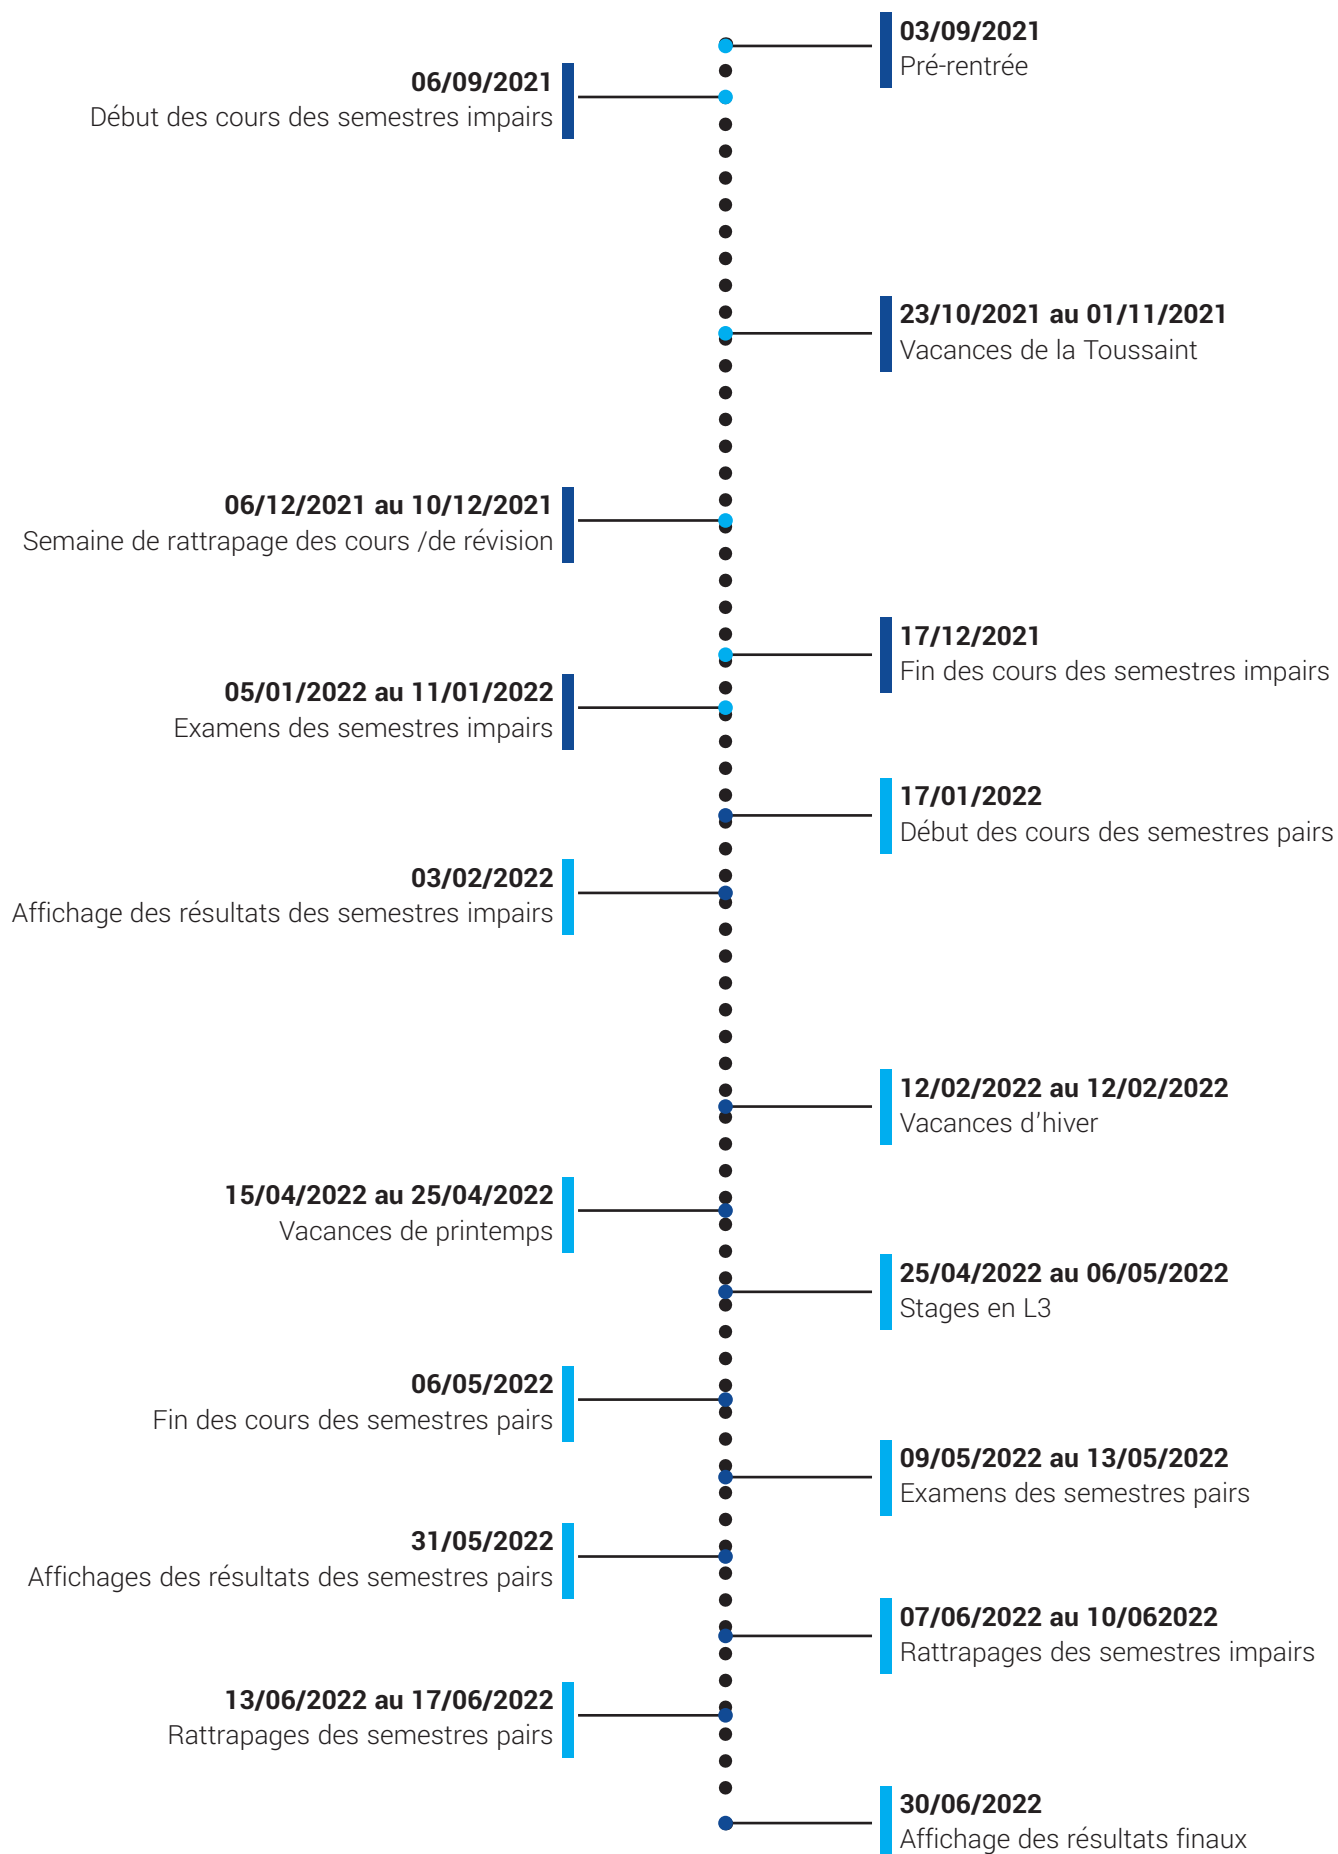 03/09/2021
Pré-rentrée
06/09/2021
Début des cours des semestres impairs
23/10/2021 au 01/11/2021
Vacances de la Toussaint
06/12/2021 au 10/12/2021
Semaine de rattrapage des cours /de révision
17/12/2021
Fin des cours des semestres impairs
05/01/2022 au 11/01/2022
Examens des semestres impairs
17/01/2022
Début des cours des semestres pairs
03/02/2022
Affichage des résultats des semestres impairs
12/02/2022 au 12/02/2022
Vacances d’hiver
15/04/2022 au 25/04/2022
Vacances de printemps
25/04/2022 au 06/05/2022
Stages en L3
06/05/2022
Fin des cours des semestres pairs
09/05/2022 au 13/05/2022
Examens des semestres pairs
31/05/2022
Affichages des résultats des semestres pairs
07/06/2022 au 10/062022
Rattrapages des semestres impairs
13/06/2022 au 17/06/2022
Rattrapages des semestres pairs
30/06/2022
Affichage des résultats finaux